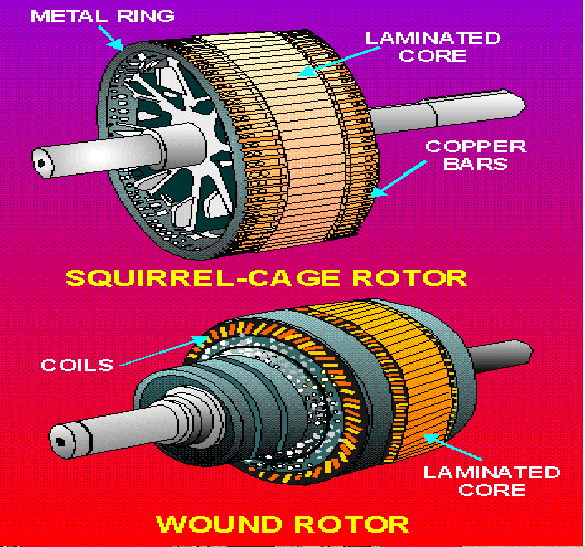 METAL RING
LAMINATED
CORE
COPPER
BARS
SQUIRREL-CAGE ROTOR
COILS
LAMINATED
CORE
WOUND ROTOR